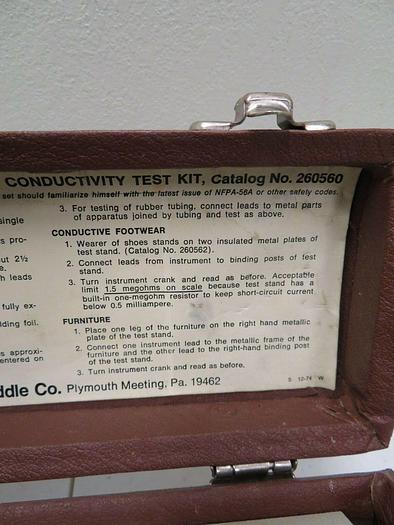 CONDUCTIVITY TEST KIT, Catalog No. 260560
set should familiarize himself with the latest issue of NFPA-56A or other safety codes.
single
s pro-
out 2½
e.
h leads
fully ex-
lding foil.
s approxi-
entered on
3. For testing of rubber tubing, connect leads to metal parts
of apparatus joined by tubing and test as above.
CONDUCTIVE FOOTWEAR
1. Wearer of shoes stands on two insulated metal plates of
test stand. (Catalog No. 260562).
2. Connect leads from instrument to binding posts of test
stand.
3. Turn instrument crank and read as before. Acceptable
limit 1.5 megohms on scale because test stand has a
built-in one-megohm resistor to keep short-circuit current
below 0.5 milliampere.
FURNITURE
1. Place one leg of the furniture on the right hand metallic
plate of the test stand.
2. Connect one instrument lead to the metallic frame of the
furniture and the other lead to the right-hand binding post
of the test stand.
3. Turn instrument crank and read as before.
ddle Co. Plymouth Meeting, Pa. 19462
5 12-74 W